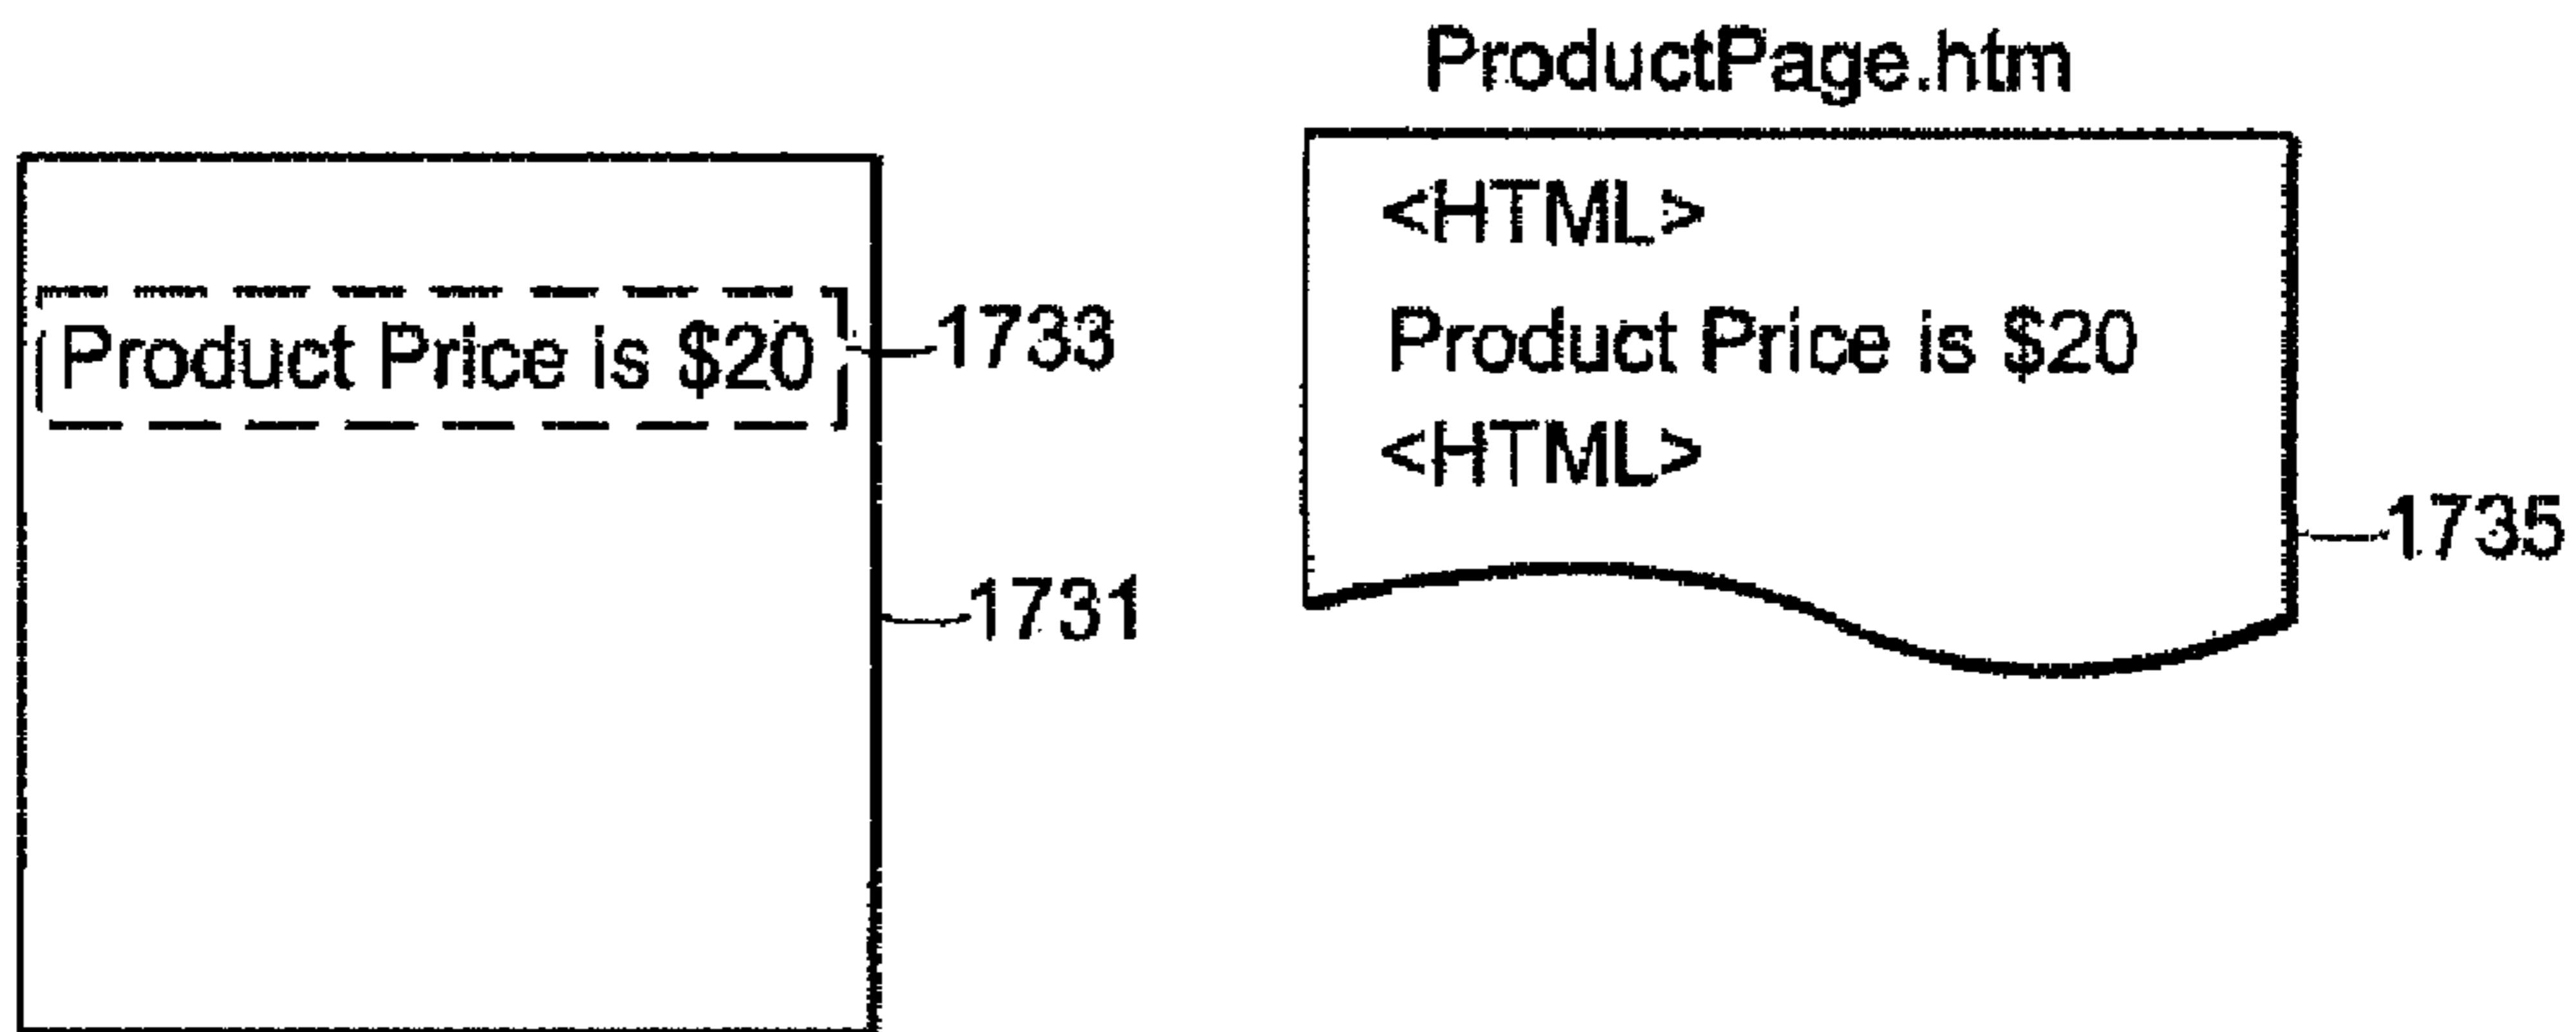 Product Price is $20
1733
1731
ProductPage.htm
<HTML>
Product Price is $20
<HTML>
1735